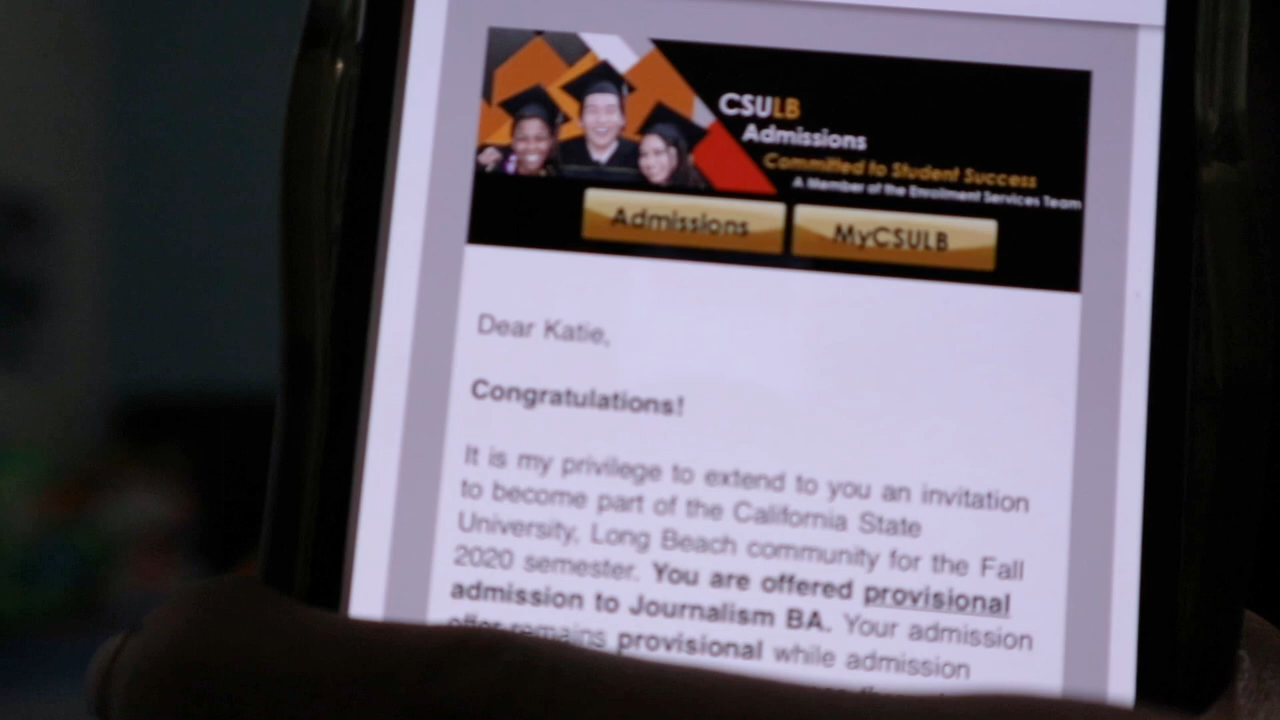 CSULB
Admissions
Committed to Student Success
A Member of the Enrollment Services Team
Admissions MyCSULB
Dear Katie,
Congratulations!
It is my privilege to extend to you an invitation
to become part of the California State
University, Long Beach community for the Fall
2020 semester. You are offered provisional
admission to Journalism BA. Your admission
offer remains provisional while admission